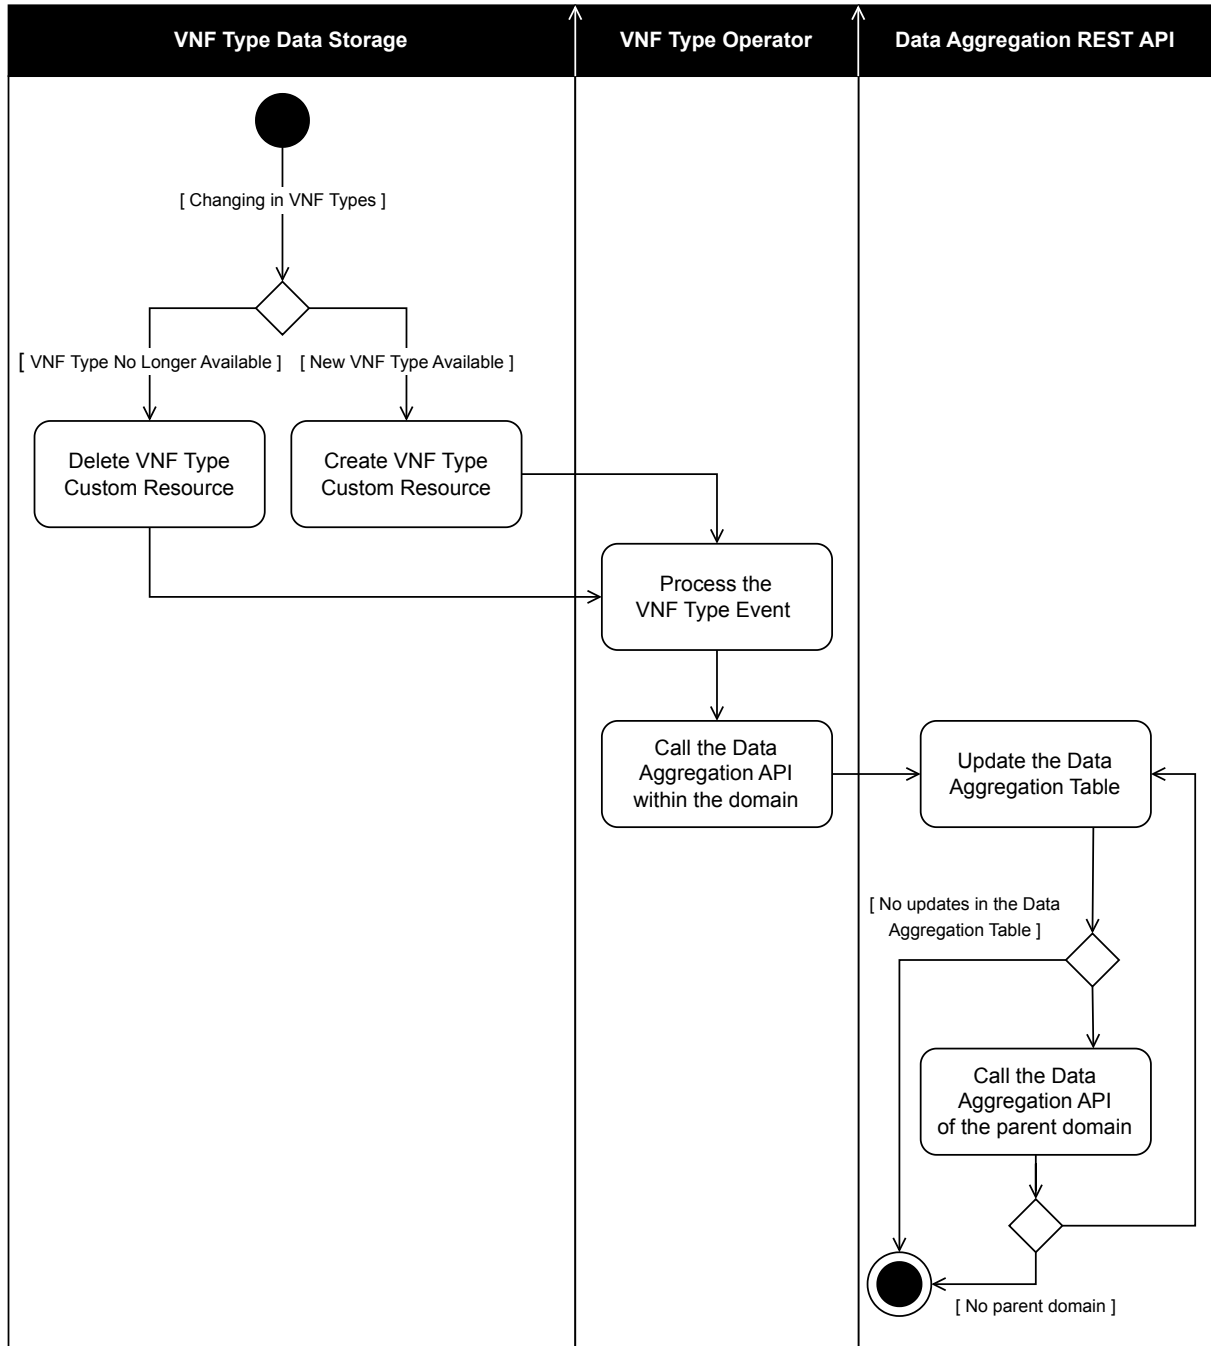 VNF Type Data Storage
VNF Type Operator
Data Aggregation REST API
[ Changing in VNF Types ]
[ VNF Type No Longer Available ]
[ New VNF Type Available ]
Delete VNF Type
Custom Resource
Create VNF Type
Custom Resource
Process the
VNF Type Event
Call the Data
Aggregation API
within the domain
Update the Data
Aggregation Table
[ No updates in the Data
Aggregation Table ]
Call the Data
Aggregation API
of the parent domain
[ No parent domain ]